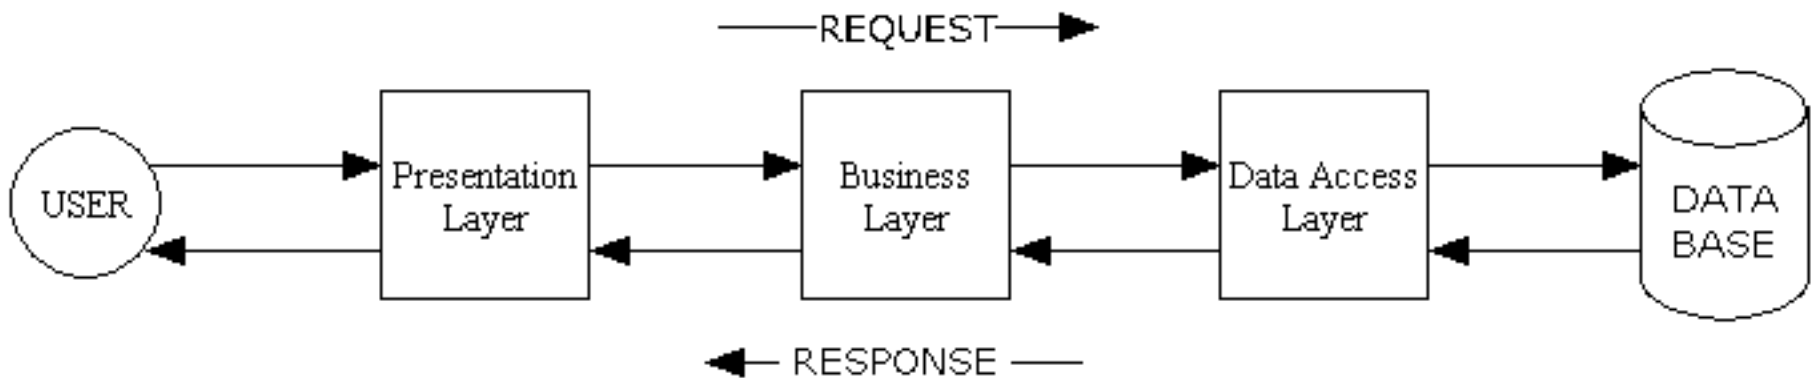 REQUEST
USER
Presentation
Layer
Business
Layer
Data Access
Layer
DATA
BASE
RESPONSE